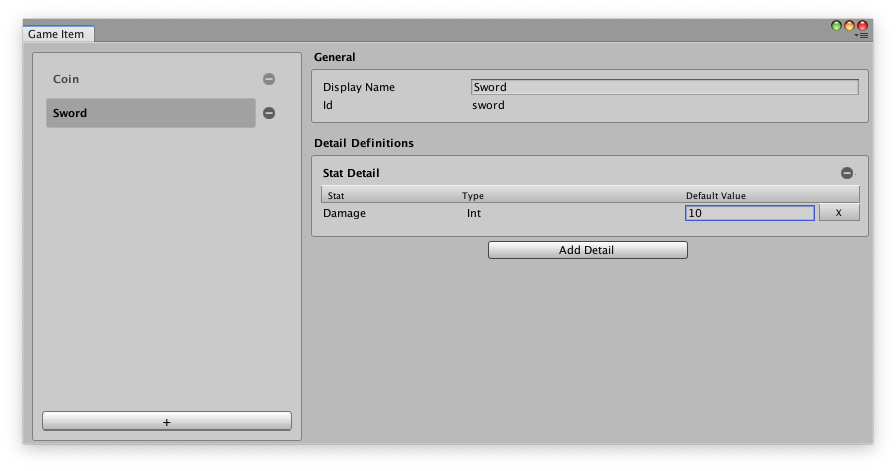 Game Item
Coin
Sword
+
General
Display Name Sword
Id sword
Detail Definitions
Stat Detail
Stat Type Default Value
Damage Int 10 X
Add Detail